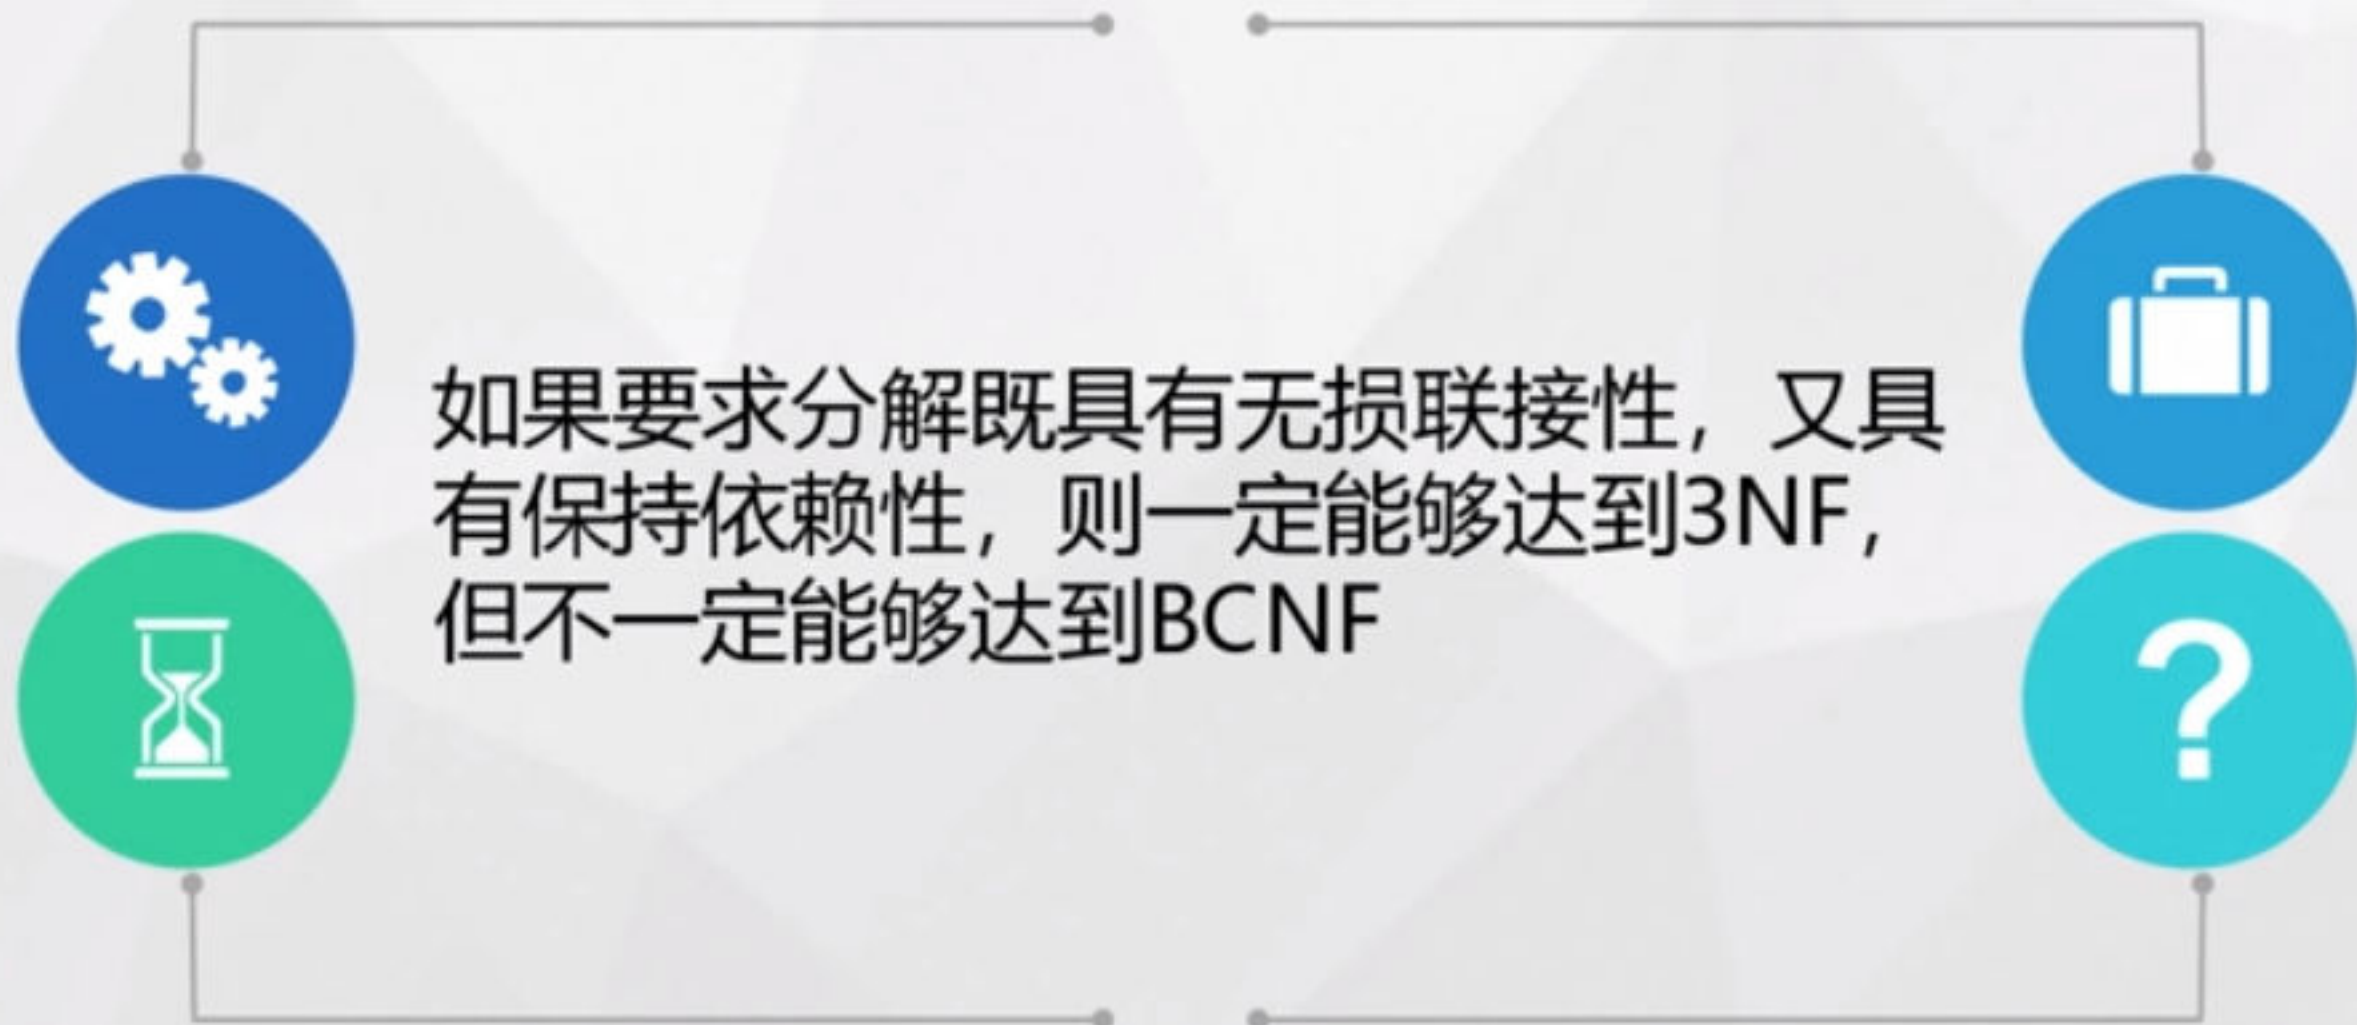 如果要求分解既具有无损联接性，又具
有保持依赖性，则一定能够达到3NF，
但不一定能够达到BCNF
?